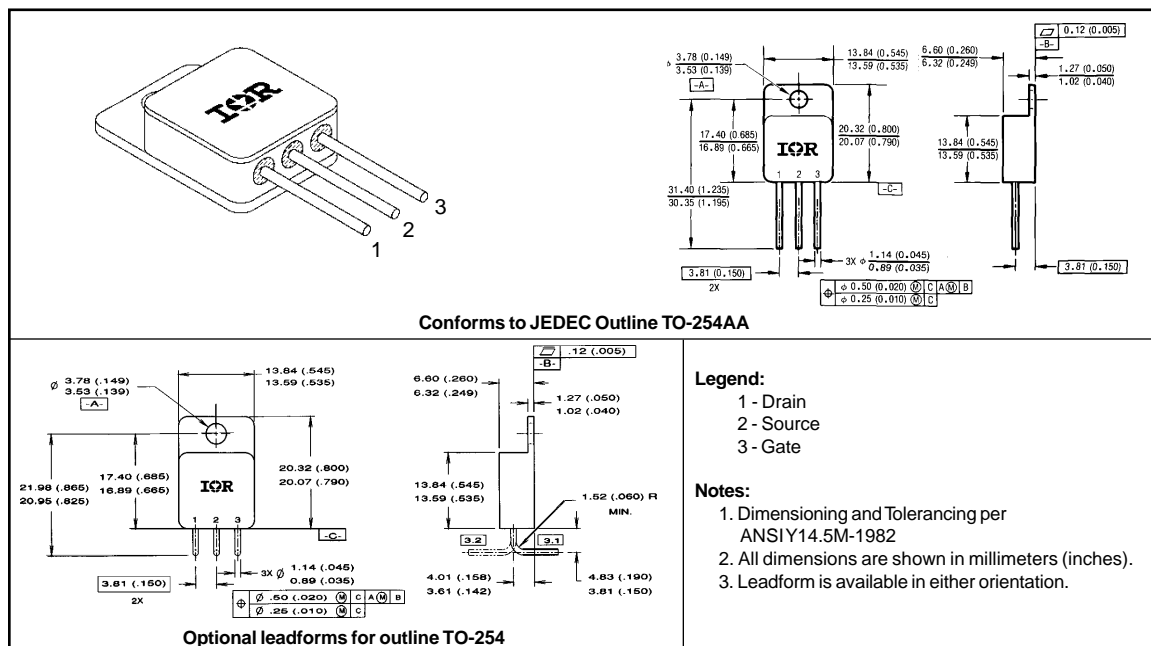 IOR
1
2
3
⌀ 3.78 (0.149)
3.53 (0.139)
-A-
13.84 (0.545)
13.59 (0.535)
6.60 (0.260)
6.32 (0.249)
⏥ 0.12 (0.005)
-B-
1.27 (0.050)
1.02 (0.040)
17.40 (0.685)
16.89 (0.665)
20.32 (0.800)
20.07 (0.790)
13.84 (0.545)
13.59 (0.535)
IOR
1 2 3
-C-
31.40 (1.235)
30.35 (1.195)
3X ⌀ 1.14 (0.045)
0.89 (0.035)
3.81 (0.150)
2X
3.81 (0.150)
⌖ ⌀ 0.50 (0.020) Ⓜ C A Ⓜ B
⌀ 0.25 (0.010) Ⓜ C
Conforms to JEDEC Outline TO-254AA
⌀ 3.78 (.149)
3.53 (.139)
-A-
13.84 (.545)
13.59 (.535)
6.60 (.260)
6.32 (.249)
⏥ .12 (.005)
-B-
1.27 (.050)
1.02 (.040)
21.98 (.865)
20.95 (.825)
17.40 (.685)
16.89 (.665)
20.32 (.800)
20.07 (.790)
IOR
1 2 3
-C-
13.84 (.545)
13.59 (.535)
1.52 (.060) R
MIN.
3.2
3.1
3.81 (.150)
2X
3X ⌀ 1.14 (.045)
0.89 (.035)
4.01 (.158)
3.61 (.142)
4.83 (.190)
3.81 (.150)
⌖ ⌀ .50 (.020) Ⓜ C A Ⓜ B
⌀ .25 (.010) Ⓜ C
Optional leadforms for outline TO-254
Legend:
1 - Drain
2 - Source
3 - Gate
Notes:
1. Dimensioning and Tolerancing per
ANSI Y14.5M-1982
2. All dimensions are shown in millimeters (inches).
3. Leadform is available in either orientation.